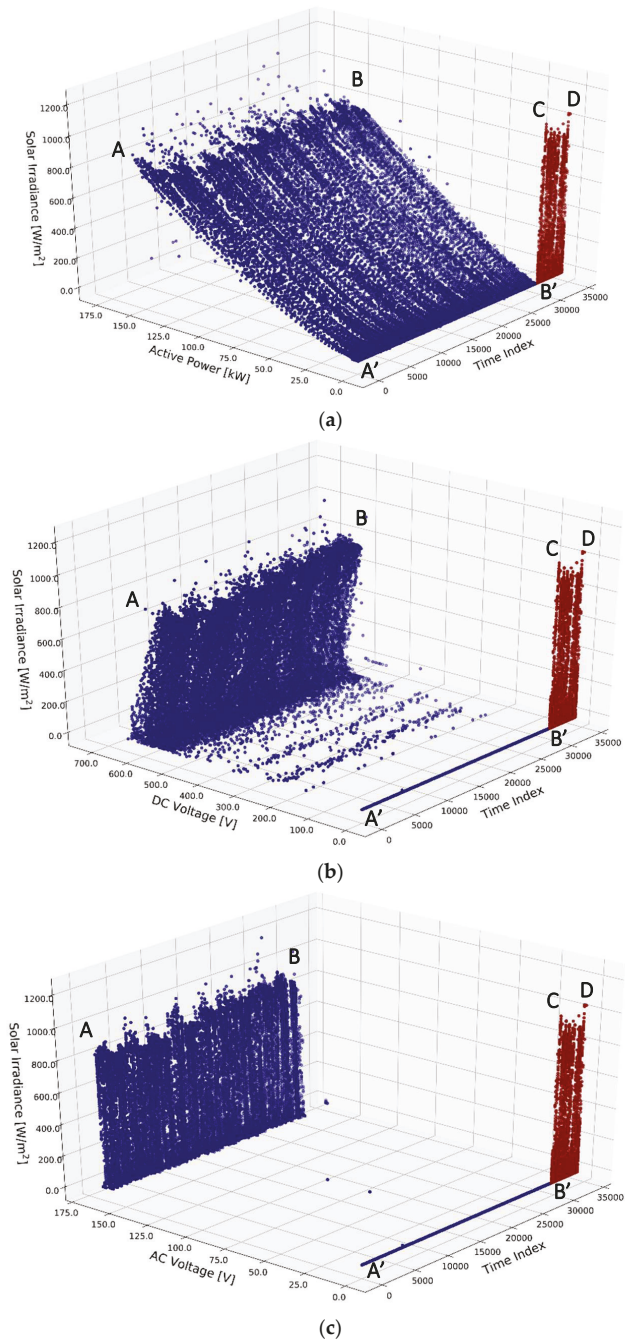 A
B
C
D
A’
B’
1200.0
1000.0
800.0
600.0
400.0
200.0
0.0
Solar Irradiance [W/m²]
175.0
150.0
125.0
100.0
75.0
50.0
25.0
0.0
Active Power [kW]
0
5000
10000
15000
20000
25000
30000
35000
Time Index
(a)
A
B
C
D
A’
B’
1200.0
1000.0
800.0
600.0
400.0
200.0
0.0
Solar Irradiance [W/m²]
700.0
600.0
500.0
400.0
300.0
200.0
100.0
0.0
DC Voltage [V]
0
5000
10000
15000
20000
25000
30000
35000
Time Index
(b)
A
B
C
D
A’
B’
1200.0
1000.0
800.0
600.0
400.0
200.0
0.0
Solar Irradiance [W/m²]
175.0
150.0
125.0
100.0
75.0
50.0
25.0
0.0
AC Voltage [V]
0
5000
10000
15000
20000
25000
30000
35000
Time Index
(c)